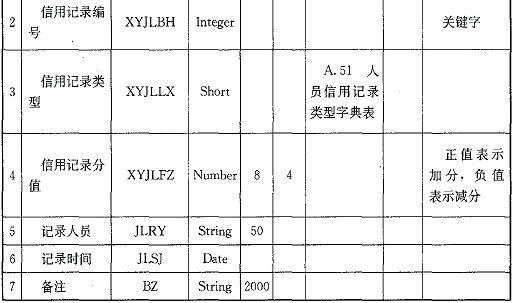 2 信用记录编号 XYJLBH Integer 关键字
3 信用记录类型 XYJLLX Short A.51 人员信用记录类型字典表
4 信用记录分值 XYJLFZ Number 8 4 正值表示加分，负值表示减分
5 记录人员 JLRY String 50
6 记录时间 JLSJ Date
7 备注 BZ String 2000